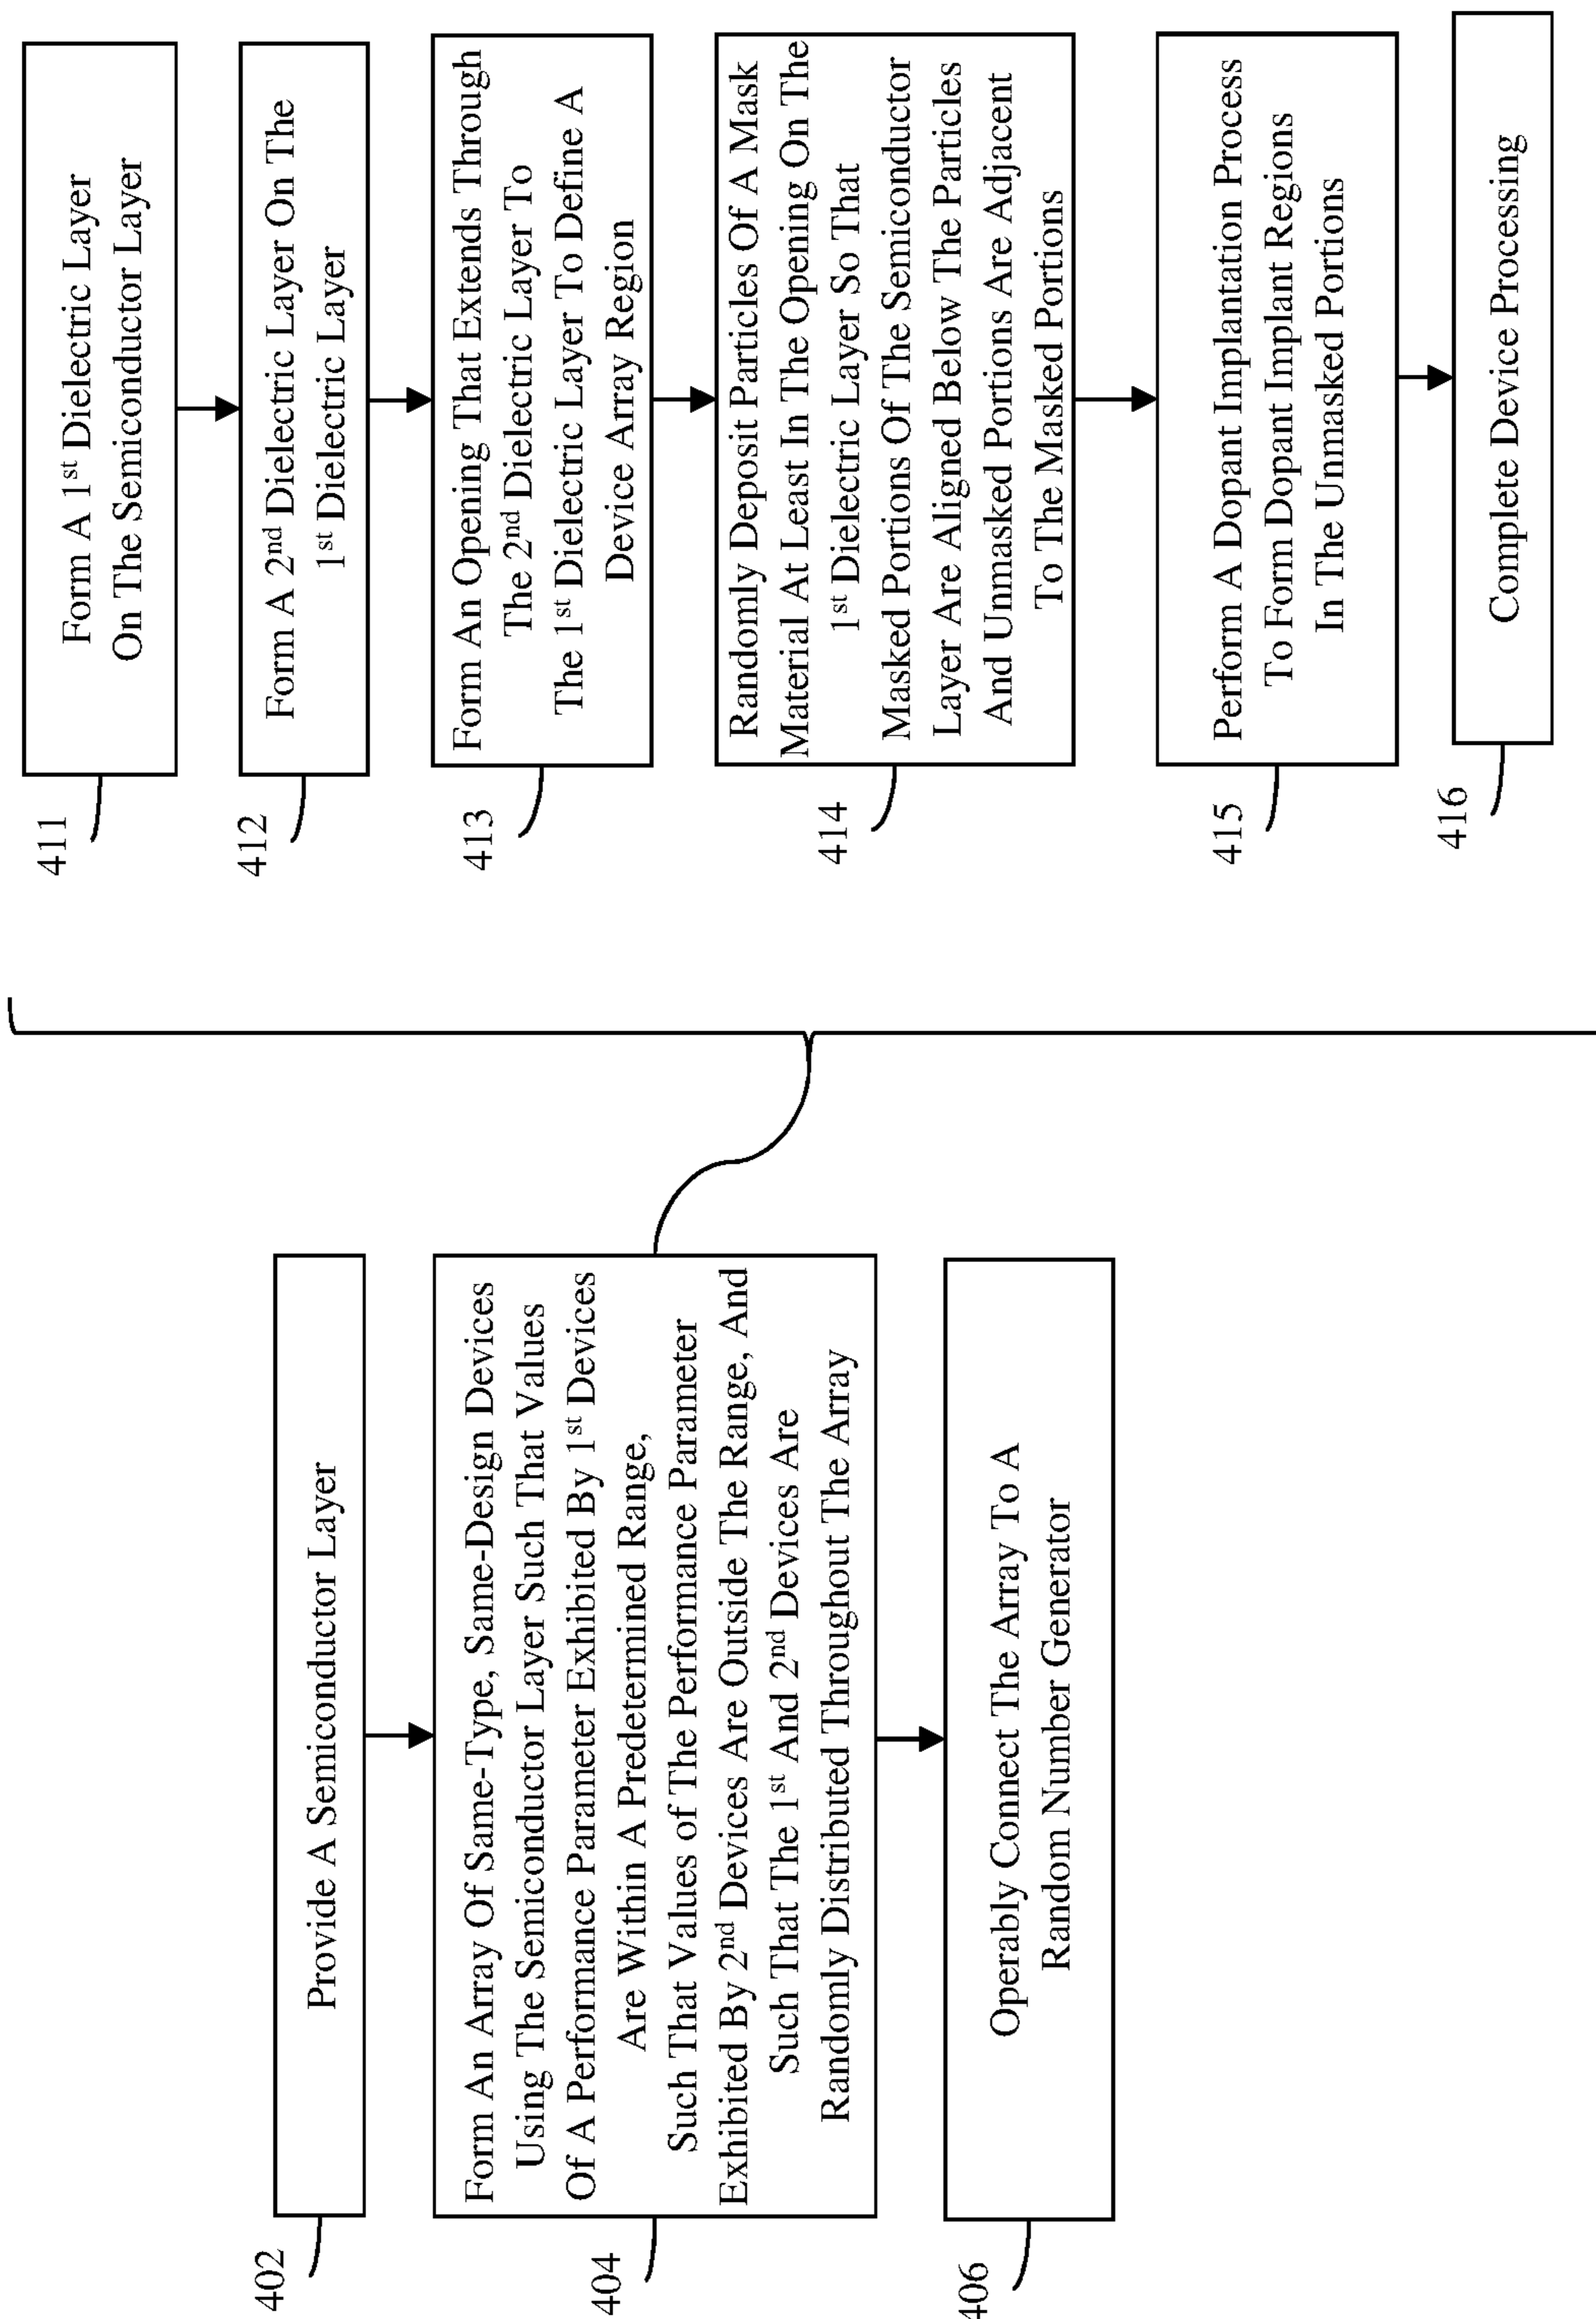 402
Provide A Semiconductor Layer
404
Form An Array Of Same-Type, Same-Design Devices
Using The Semiconductor Layer Such That Values
Of A Performance Parameter Exhibited By 1st Devices
Are Within A Predetermined Range,
Such That Values of The Performance Parameter
Exhibited By 2nd Devices Are Outside The Range, And
Such That The 1st And 2nd Devices Are
Randomly Distributed Throughout The Array
406
Operably Connect The Array To A
Random Number Generator
411
Form A 1st Dielectric Layer
On The Semiconductor Layer
412
Form A 2nd Dielectric Layer On The
1st Dielectric Layer
413
Form An Opening That Extends Through
The 2nd Dielectric Layer To
The 1st Dielectric Layer To Define A
Device Array Region
414
Randomly Deposit Particles Of A Mask
Material At Least In The Opening On The
1st Dielectric Layer So That
Masked Portions Of The Semiconductor
Layer Are Aligned Below The Particles
And Unmasked Portions Are Adjacent
To The Masked Portions
415
Perform A Dopant Implantation Process
To Form Dopant Implant Regions
In The Unmasked Portions
416
Complete Device Processing